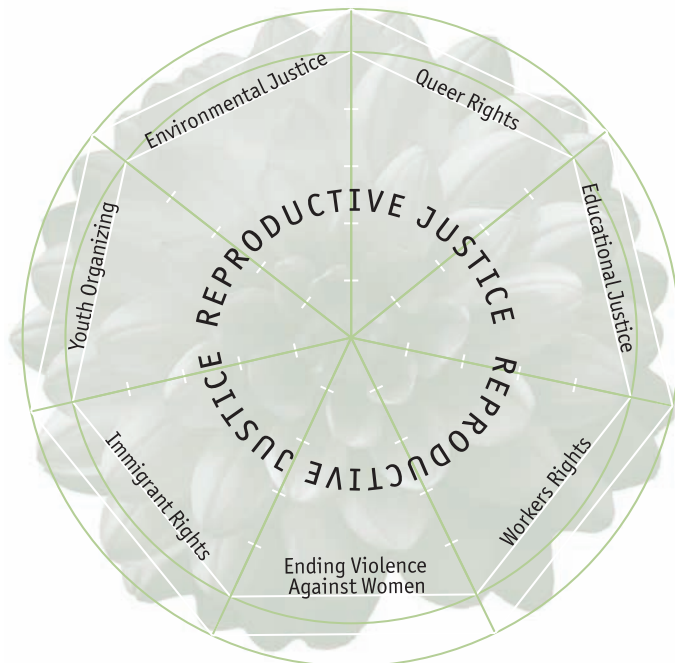 Environmental Justice
Queer Rights
Educational Justice
Workers Rights
Ending Violence
Against Women
Immigrant Rights
Youth Organizing
REPRODUCTIVE JUSTICE
REPRODUCTIVE JUSTICE